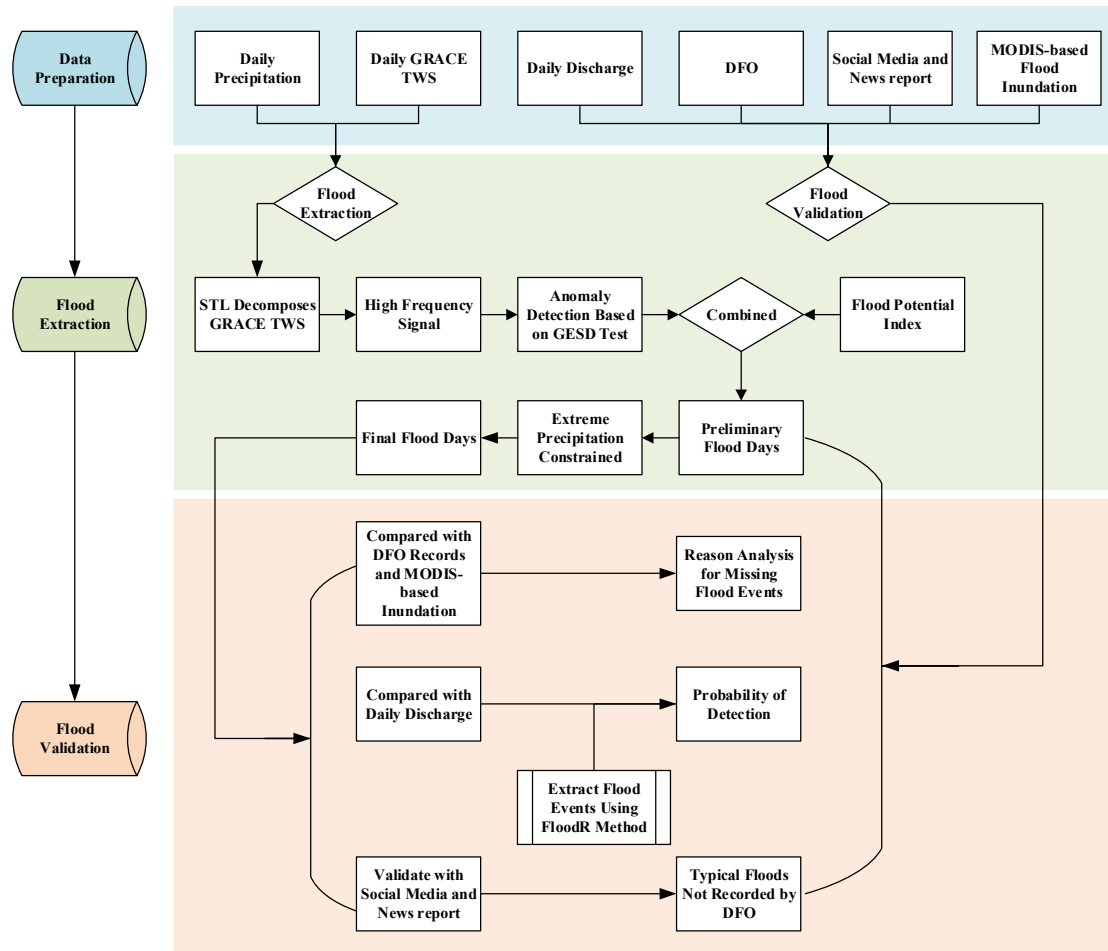 Data
Preparation
Daily
Precipitation
Daily GRACE
TWS
Daily Discharge
DFO
Social Media and
News report
MODIS-based
Flood
Inundation
Flood
Extraction
Flood
Validation
Flood
Extraction
STL Decomposes
GRACE TWS
High Frequency
Signal
Anomaly
Detection Based
on GESD Test
Combined
Flood Potential
Index
Final Flood Days
Extreme
Precipitation
Constrained
Preliminary
Flood Days
Flood
Validation
Compared with
DFO Records
and MODIS-
based
Inundation
Reason Analysis
for Missing
Flood Events
Compared with
Daily Discharge
Probability of
Detection
Extract Flood
Events Using
FloodR Method
Validate with
Social Media and
News report
Typical Floods
Not Recorded by
DFO